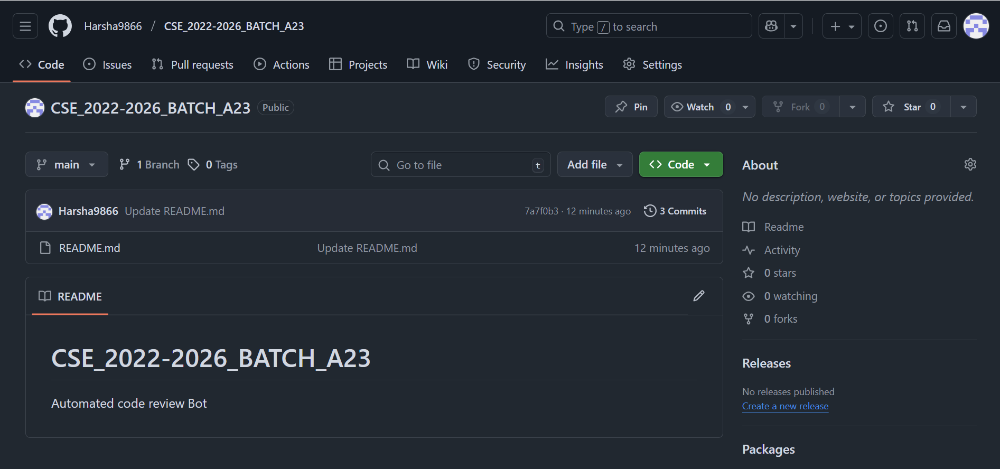 Harsha9866 / CSE_2022-2026_BATCH_A23
Type / to search
Code Issues Pull requests Actions Projects Wiki Security Insights Settings
CSE_2022-2026_BATCH_A23 Public
Pin Watch 0 Fork 0 Star 0
main 1 Branch 0 Tags
Go to file t
Add file
Code
Harsha9866 Update README.md
7a7f0b3 · 12 minutes ago
3 Commits
README.md Update README.md 12 minutes ago
README
CSE_2022-2026_BATCH_A23
Automated code review Bot
About
No description, website, or topics provided.
Readme
Activity
0 stars
0 watching
0 forks
Releases
No releases published
Create a new release
Packages